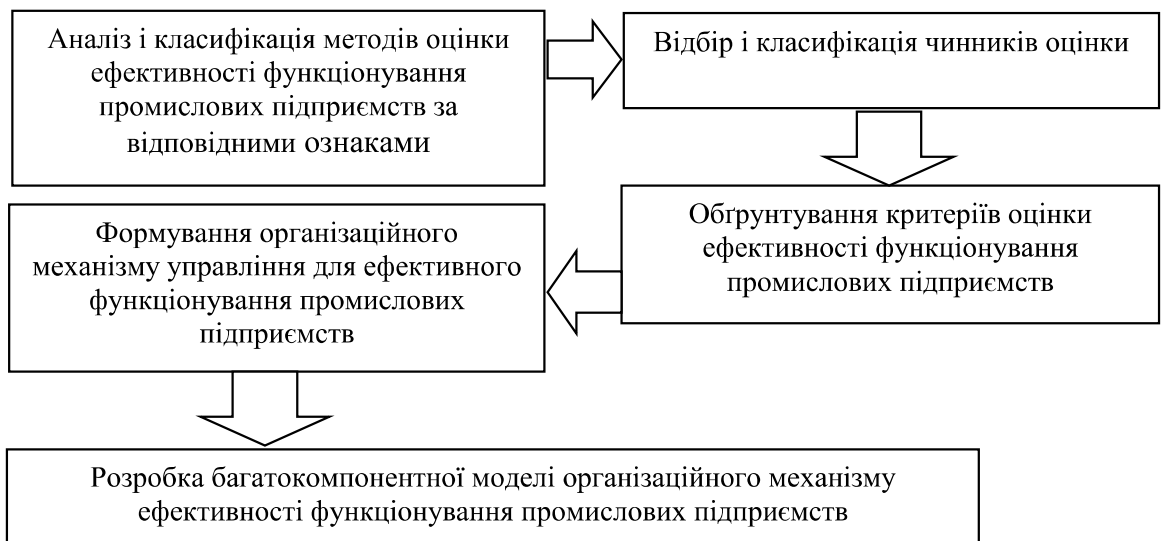 Аналіз і класифікація методів оцінки
ефективності функціонування
промислових підприємств за
відповідними ознаками
Відбір і класифікація чинників оцінки
Обґрунтування критеріїв оцінки
ефективності функціонування
промислових підприємств
Формування організаційного
механізму управління для ефективного
функціонування промислових
підприємств
Розробка багатокомпонентної моделі організаційного механізму
ефективності функціонування промислових підприємств